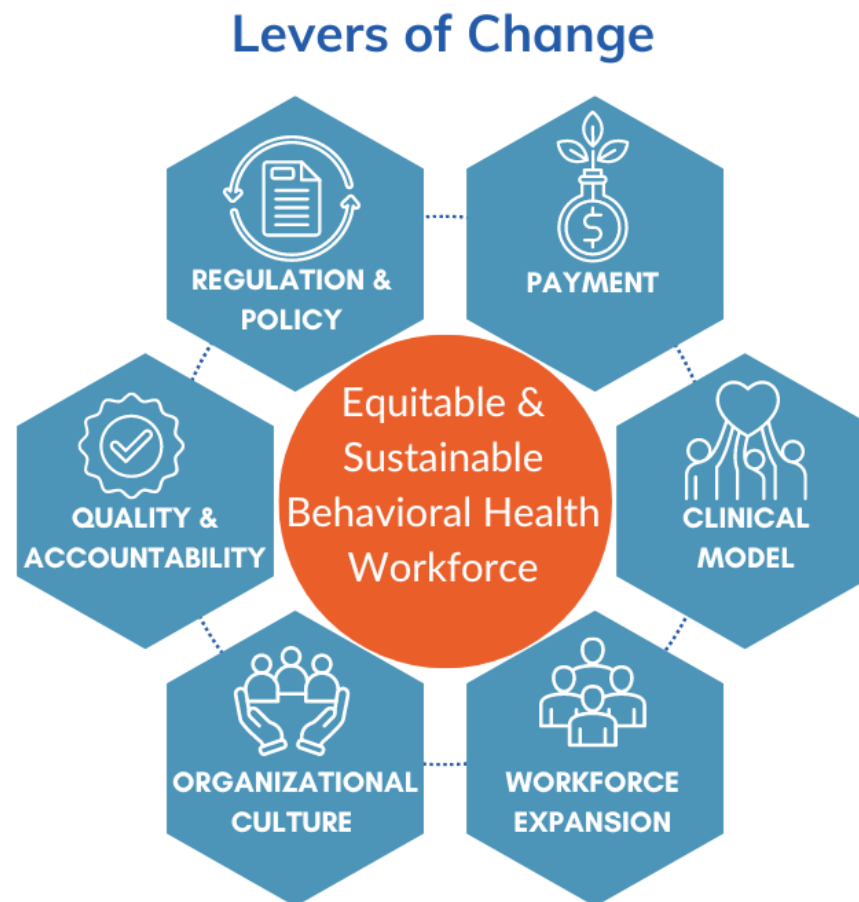 Levers of Change
REGULATION &
POLICY
$
PAYMENT
QUALITY &
ACCOUNTABILITY
Equitable &
Sustainable
Behavioral Health
Workforce
CLINICAL
MODEL
ORGANIZATIONAL
CULTURE
WORKFORCE
EXPANSION